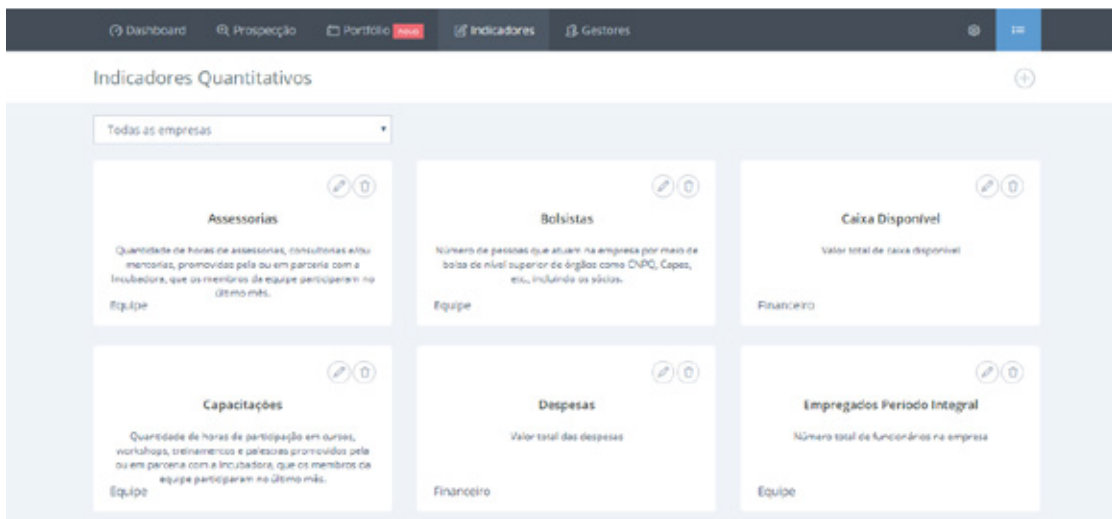 Dashboard Prospecção Portfólio novo Indicadores Gestores
Indicadores Quantitativos
Todas as empresas
Assessorias
Quantidade de horas de assessorias, consultorias e/ou
mentorias, promovidas pela ou em parceria com a
Incubadora, que os membros da equipe participaram no
último mês.
Equipe
Bolsistas
Número de pessoas que atuam na empresa por meio de
bolsa de nível superior de órgãos como CNPQ, Capes,
etc., incluindo os sócios.
Equipe
Caixa Disponível
Valor total de caixa disponível
Financeiro
Capacitações
Quantidade de horas de participação em cursos,
workshops, treinamentos e palestras promovidos pela
ou em parceria com a Incubadora, que os membros da
equipe participaram no último mês.
Equipe
Despesas
Valor total das despesas
Financeiro
Empregados Período Integral
Número total de funcionários na empresa
Equipe